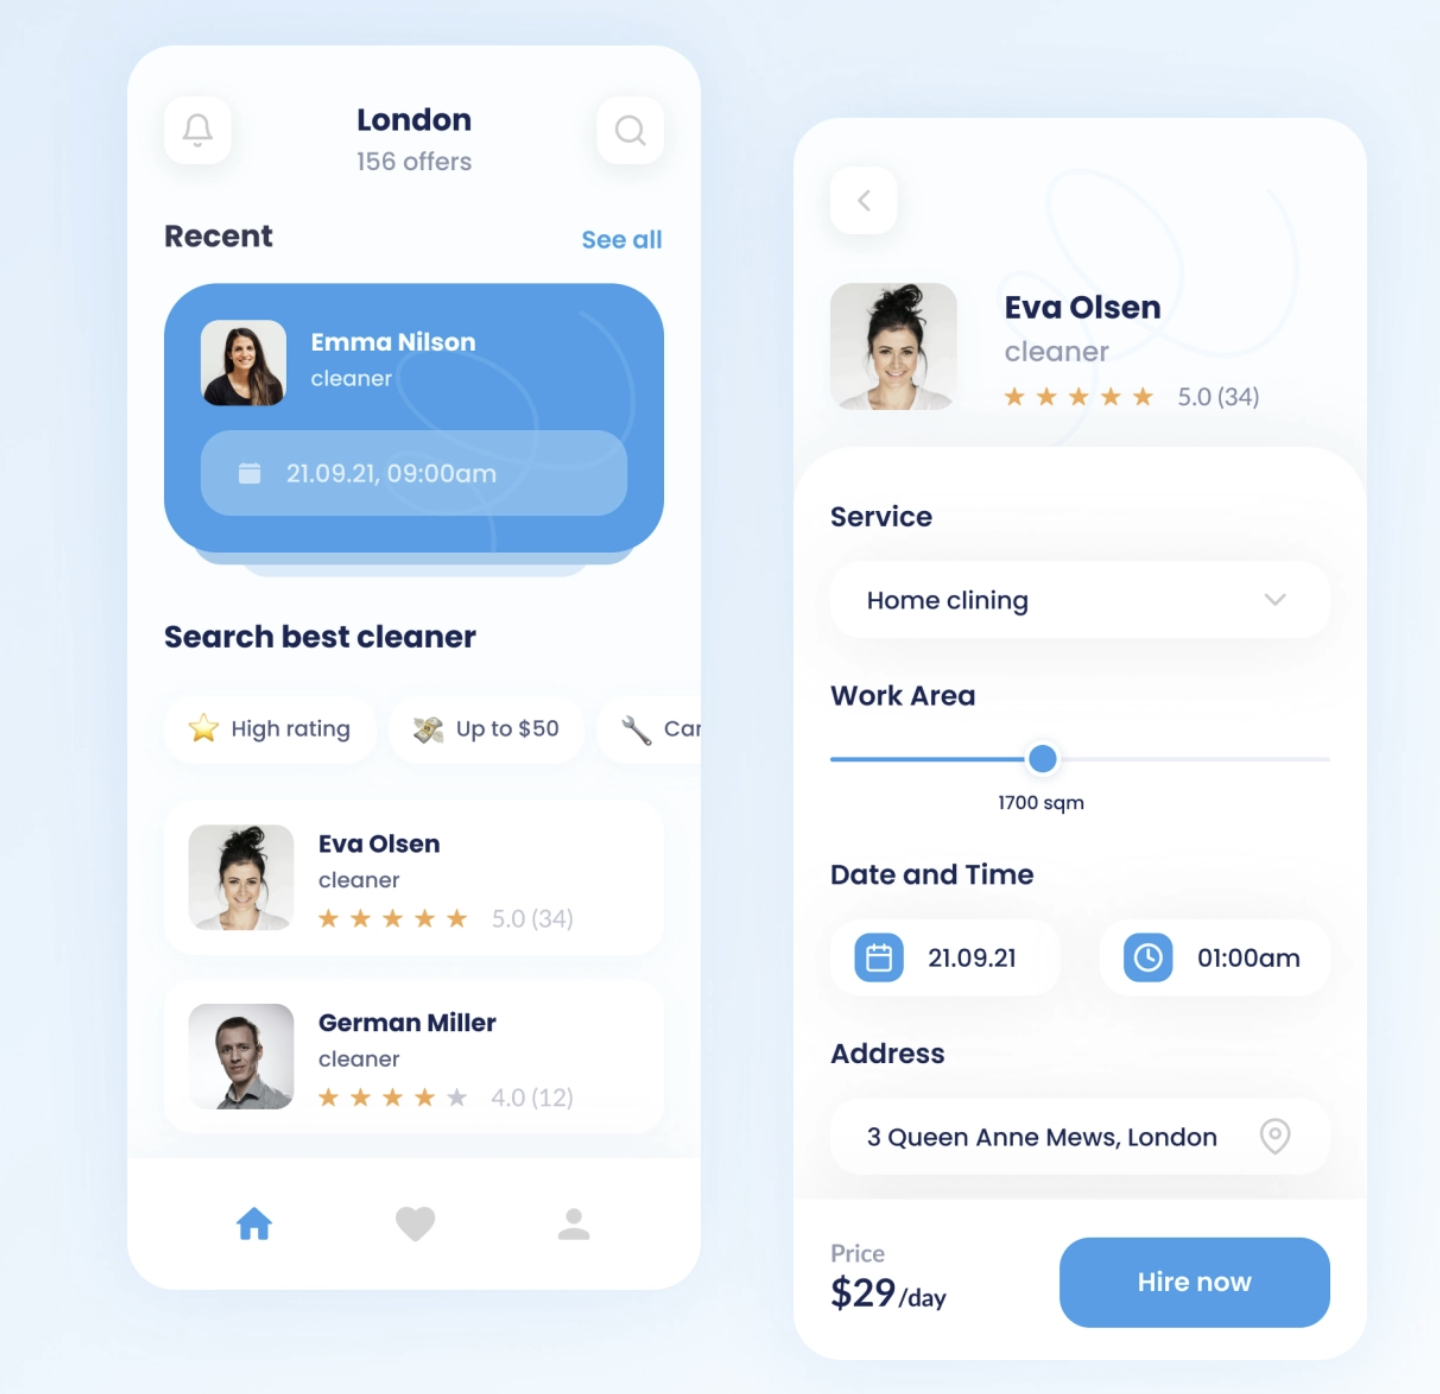 London
156 offers
Recent
See all
Emma Nilson
cleaner
21.09.21, 09:00am
Search best cleaner
High rating
Up to $50
Eva Olsen
cleaner
5.0 (34)
German Miller
cleaner
4.0 (12)
Eva Olsen
cleaner
5.0 (34)
Service
Home clining
Work Area
1700 sqm
Date and Time
21.09.21
01:00am
Address
3 Queen Anne Mews, London
Price
$29/day
Hire now